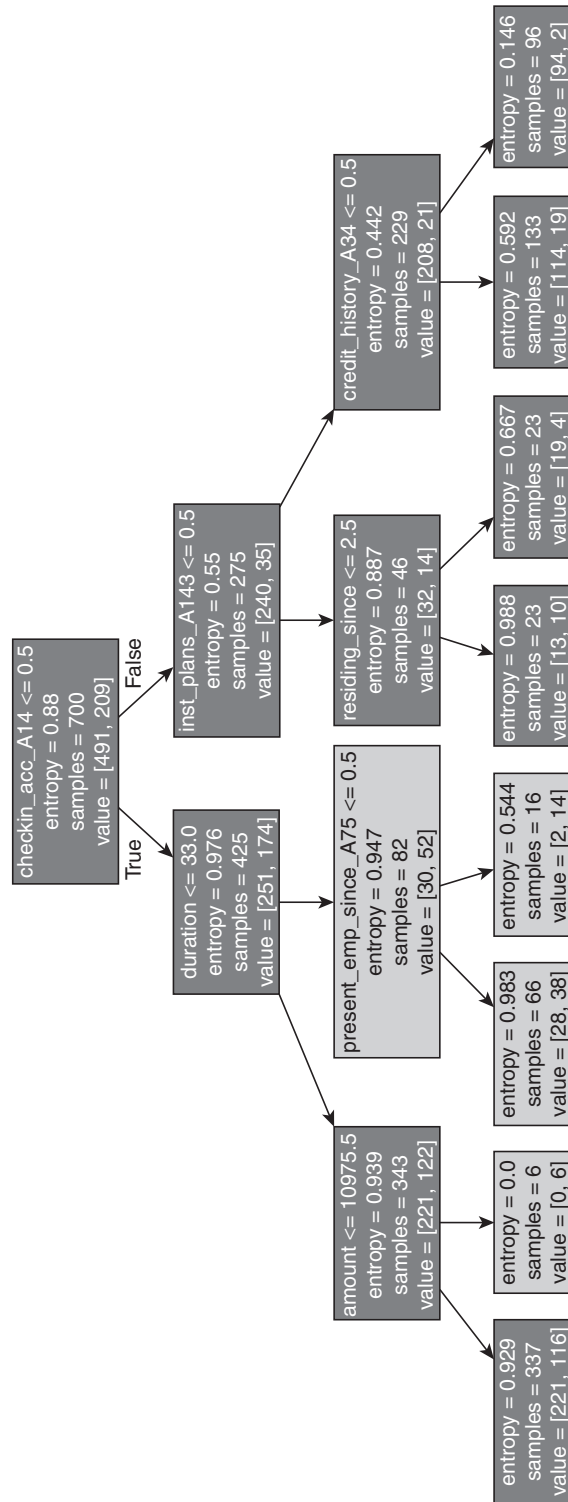 checkin_acc_A14 <= 0.5
entropy = 0.88
samples = 700
value = [491, 209]
True
False
duration <= 33.0
entropy = 0.976
samples = 425
value = [251, 174]
inst_plans_A143 <= 0.5
entropy = 0.55
samples = 275
value = [240, 35]
amount <= 10975.5
entropy = 0.939
samples = 343
value = [221, 122]
present_emp_since_A75 <= 0.5
entropy = 0.947
samples = 82
value = [30, 52]
residing_since <= 2.5
entropy = 0.887
samples = 46
value = [32, 14]
credit_history_A34 <= 0.5
entropy = 0.442
samples = 229
value = [208, 21]
entropy = 0.929
samples = 337
value = [221, 116]
entropy = 0.0
samples = 6
value = [0, 6]
entropy = 0.983
samples = 66
value = [28, 38]
entropy = 0.544
samples = 16
value = [2, 14]
entropy = 0.988
samples = 23
value = [13, 10]
entropy = 0.667
samples = 23
value = [19, 4]
entropy = 0.592
samples = 133
value = [114, 19]
entropy = 0.146
samples = 96
value = [94, 2]